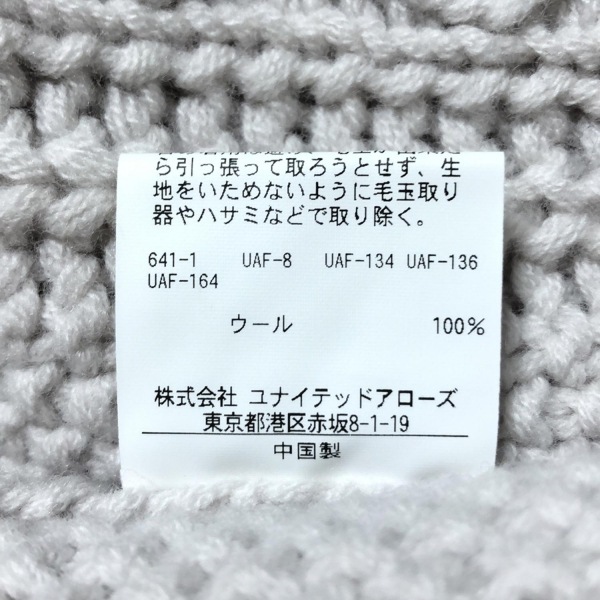 ら引っ張って取ろうとせず、生
地をいためないように毛玉取り
器やハサミなどで取り除く。
641-1 UAF-8 UAF-134 UAF-136
UAF-164
ウール 100%
株式会社 ユナイテッドアローズ
東京都港区赤坂8-1-19
中国製